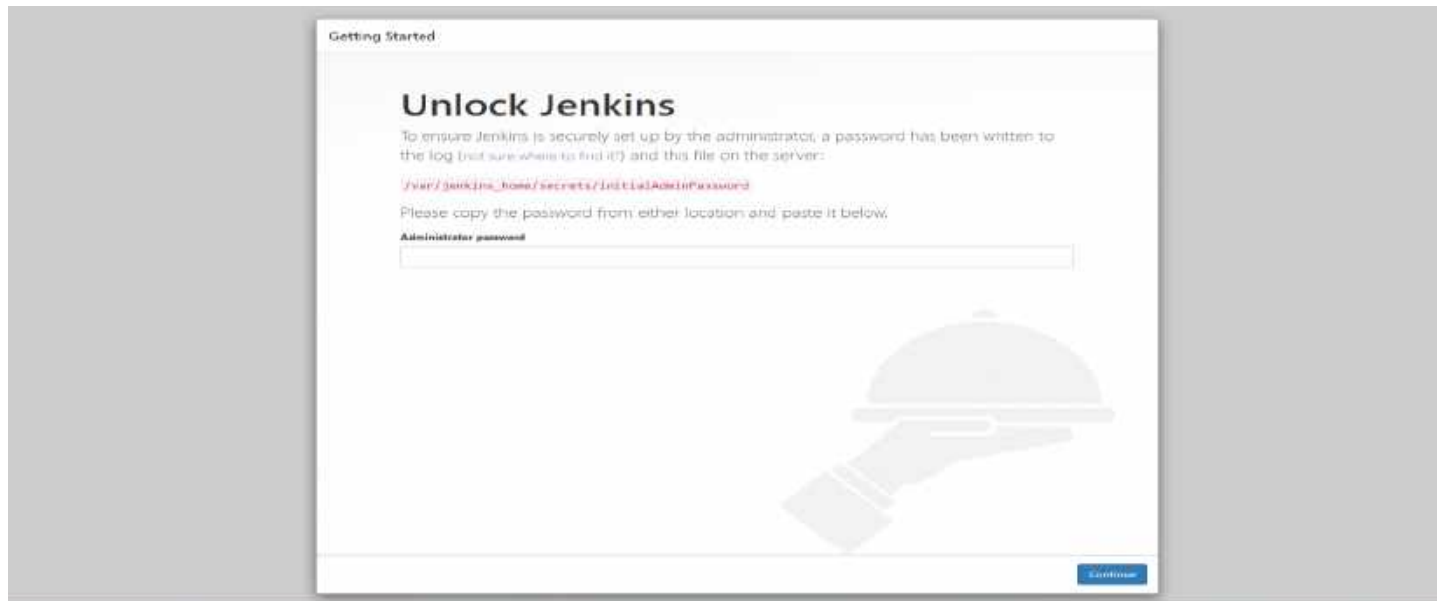 Getting Started
Unlock Jenkins
To ensure Jenkins is securely set up by the administrator, a password has been written to
the log (not sure where to find it?) and this file on the server:
/var/jenkins_home/secrets/initialAdminPassword
Please copy the password from either location and paste it below.
Administrator password
Continue